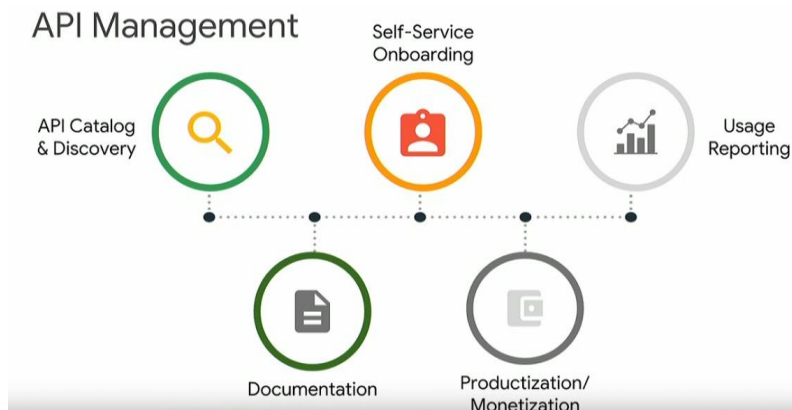 API Management
API Catalog
& Discovery
Self-Service
Onboarding
Usage
Reporting
Documentation
Productization/
Monetization